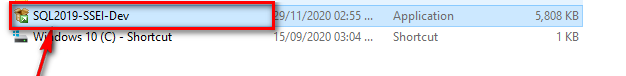 SQL2019-SSEI-Dev 29/11/2020 02:55 ... Application 5,808 KB
Windows 10 (C) - Shortcut 15/09/2020 03:04 ... Shortcut 1 KB